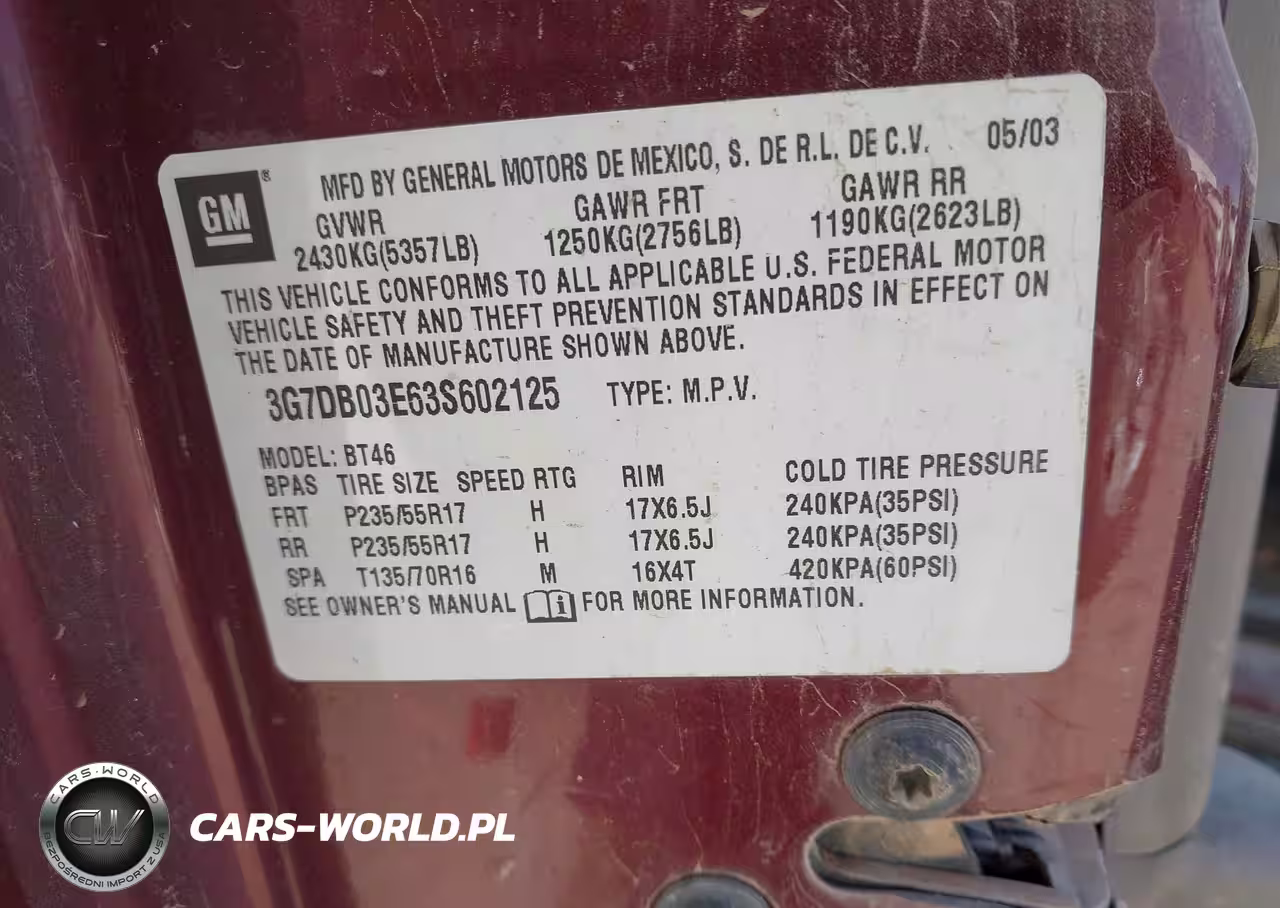 GM®
MFD BY GENERAL MOTORS DE MEXICO, S. DE R.L. DE C.V. 05/03
GVWR GAWR FRT GAWR RR
2430KG(5357LB) 1250KG(2756LB) 1190KG(2623LB)
THIS VEHICLE CONFORMS TO ALL APPLICABLE U.S. FEDERAL MOTOR
VEHICLE SAFETY AND THEFT PREVENTION STANDARDS IN EFFECT ON
THE DATE OF MANUFACTURE SHOWN ABOVE.
3G7DB03E63S602125 TYPE: M.P.V.
MODEL: BT46
BPAS TIRE SIZE SPEED RTG RIM COLD TIRE PRESSURE
FRT P235/55R17 H 17X6.5J 240KPA(35PSI)
RR P235/55R17 H 17X6.5J 240KPA(35PSI)
SPA T135/70R16 M 16X4T 420KPA(60PSI)
SEE OWNER'S MANUAL i FOR MORE INFORMATION.
CARS-WORLD
CW
BEZPOŚREDNI IMPORT Z USA
CARS-WORLD.PL